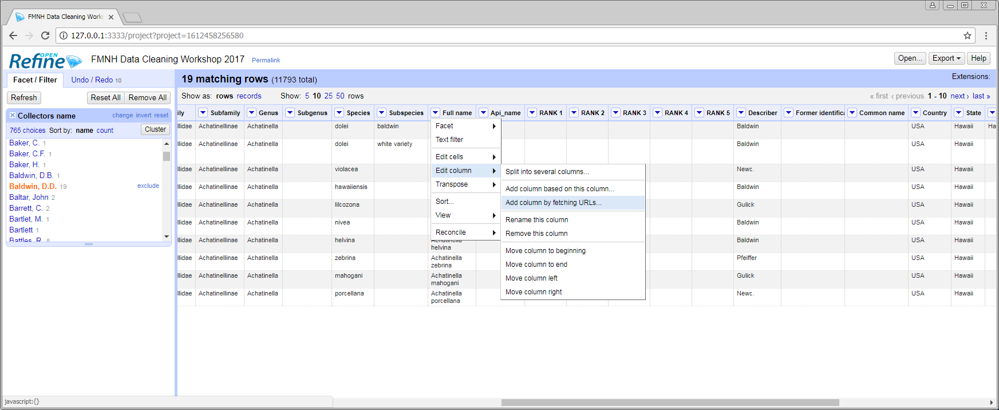 FMNH Data Cleaning Works
127.0.0.1:3333/project?project=1612458256580
OPEN Refine FMNH Data Cleaning Workshop 2017 Permalink Open... Export Help
Facet / Filter Undo / Redo 10 19 matching rows (11793 total) Extensions:
Refresh Reset All Remove All Show as: rows records Show: 5 10 25 50 rows « first ‹ previous 1 - 10 next › last »
Collectors name change invert reset
765 choices Sort by: name count Cluster
Baker, C. 1
Baker, C.F. 1
Baker, H. 1
Baldwin, D.B. 1
Baldwin, D.D. 19 exclude
Baltar, John 2
Barrett, C. 2
Bartlet, M. 1
Bartlett 1
Battles, R. 8
ily Subfamily Genus Subgenus Species Subspecies Full name Api_name RANK 1 RANK 2 RANK 3 RANK 4 RANK 5 Describer Former identifica Common name Country State
llidae Achatinellinae Achatinella dolei baldwin Baldwin USA Hawaii Ha
llidae Achatinellinae Achatinella dolei white variety Baldwin USA Hawaii
llidae Achatinellinae Achatinella violacea Newc. USA Hawaii
llidae Achatinellinae Achatinella hawaiiensis Baldwin USA Hawaii
llidae Achatinellinae Achatinella lilcozona Gulick USA Hawaii
llidae Achatinellinae Achatinella nivea Baldwin USA Hawaii
llidae Achatinellinae Achatinella helvina Achatinella helvina Baldwin USA Hawaii
llidae Achatinellinae Achatinella zebrina Achatinella zebrina Pfeiffer USA Hawaii
llidae Achatinellinae Achatinella mahogani Achatinella mahogani Gulick USA Hawaii
llidae Achatinellinae Achatinella porcellana Achatinella porcellana Newc. USA Hawaii
Facet
Text filter
Edit cells
Edit column
Transpose
Sort...
View
Reconcile
Split into several columns...
Add column based on this column...
Add column by fetching URLs...
Rename this column
Remove this column
Move column to beginning
Move column to end
Move column left
Move column right
javascript:{}